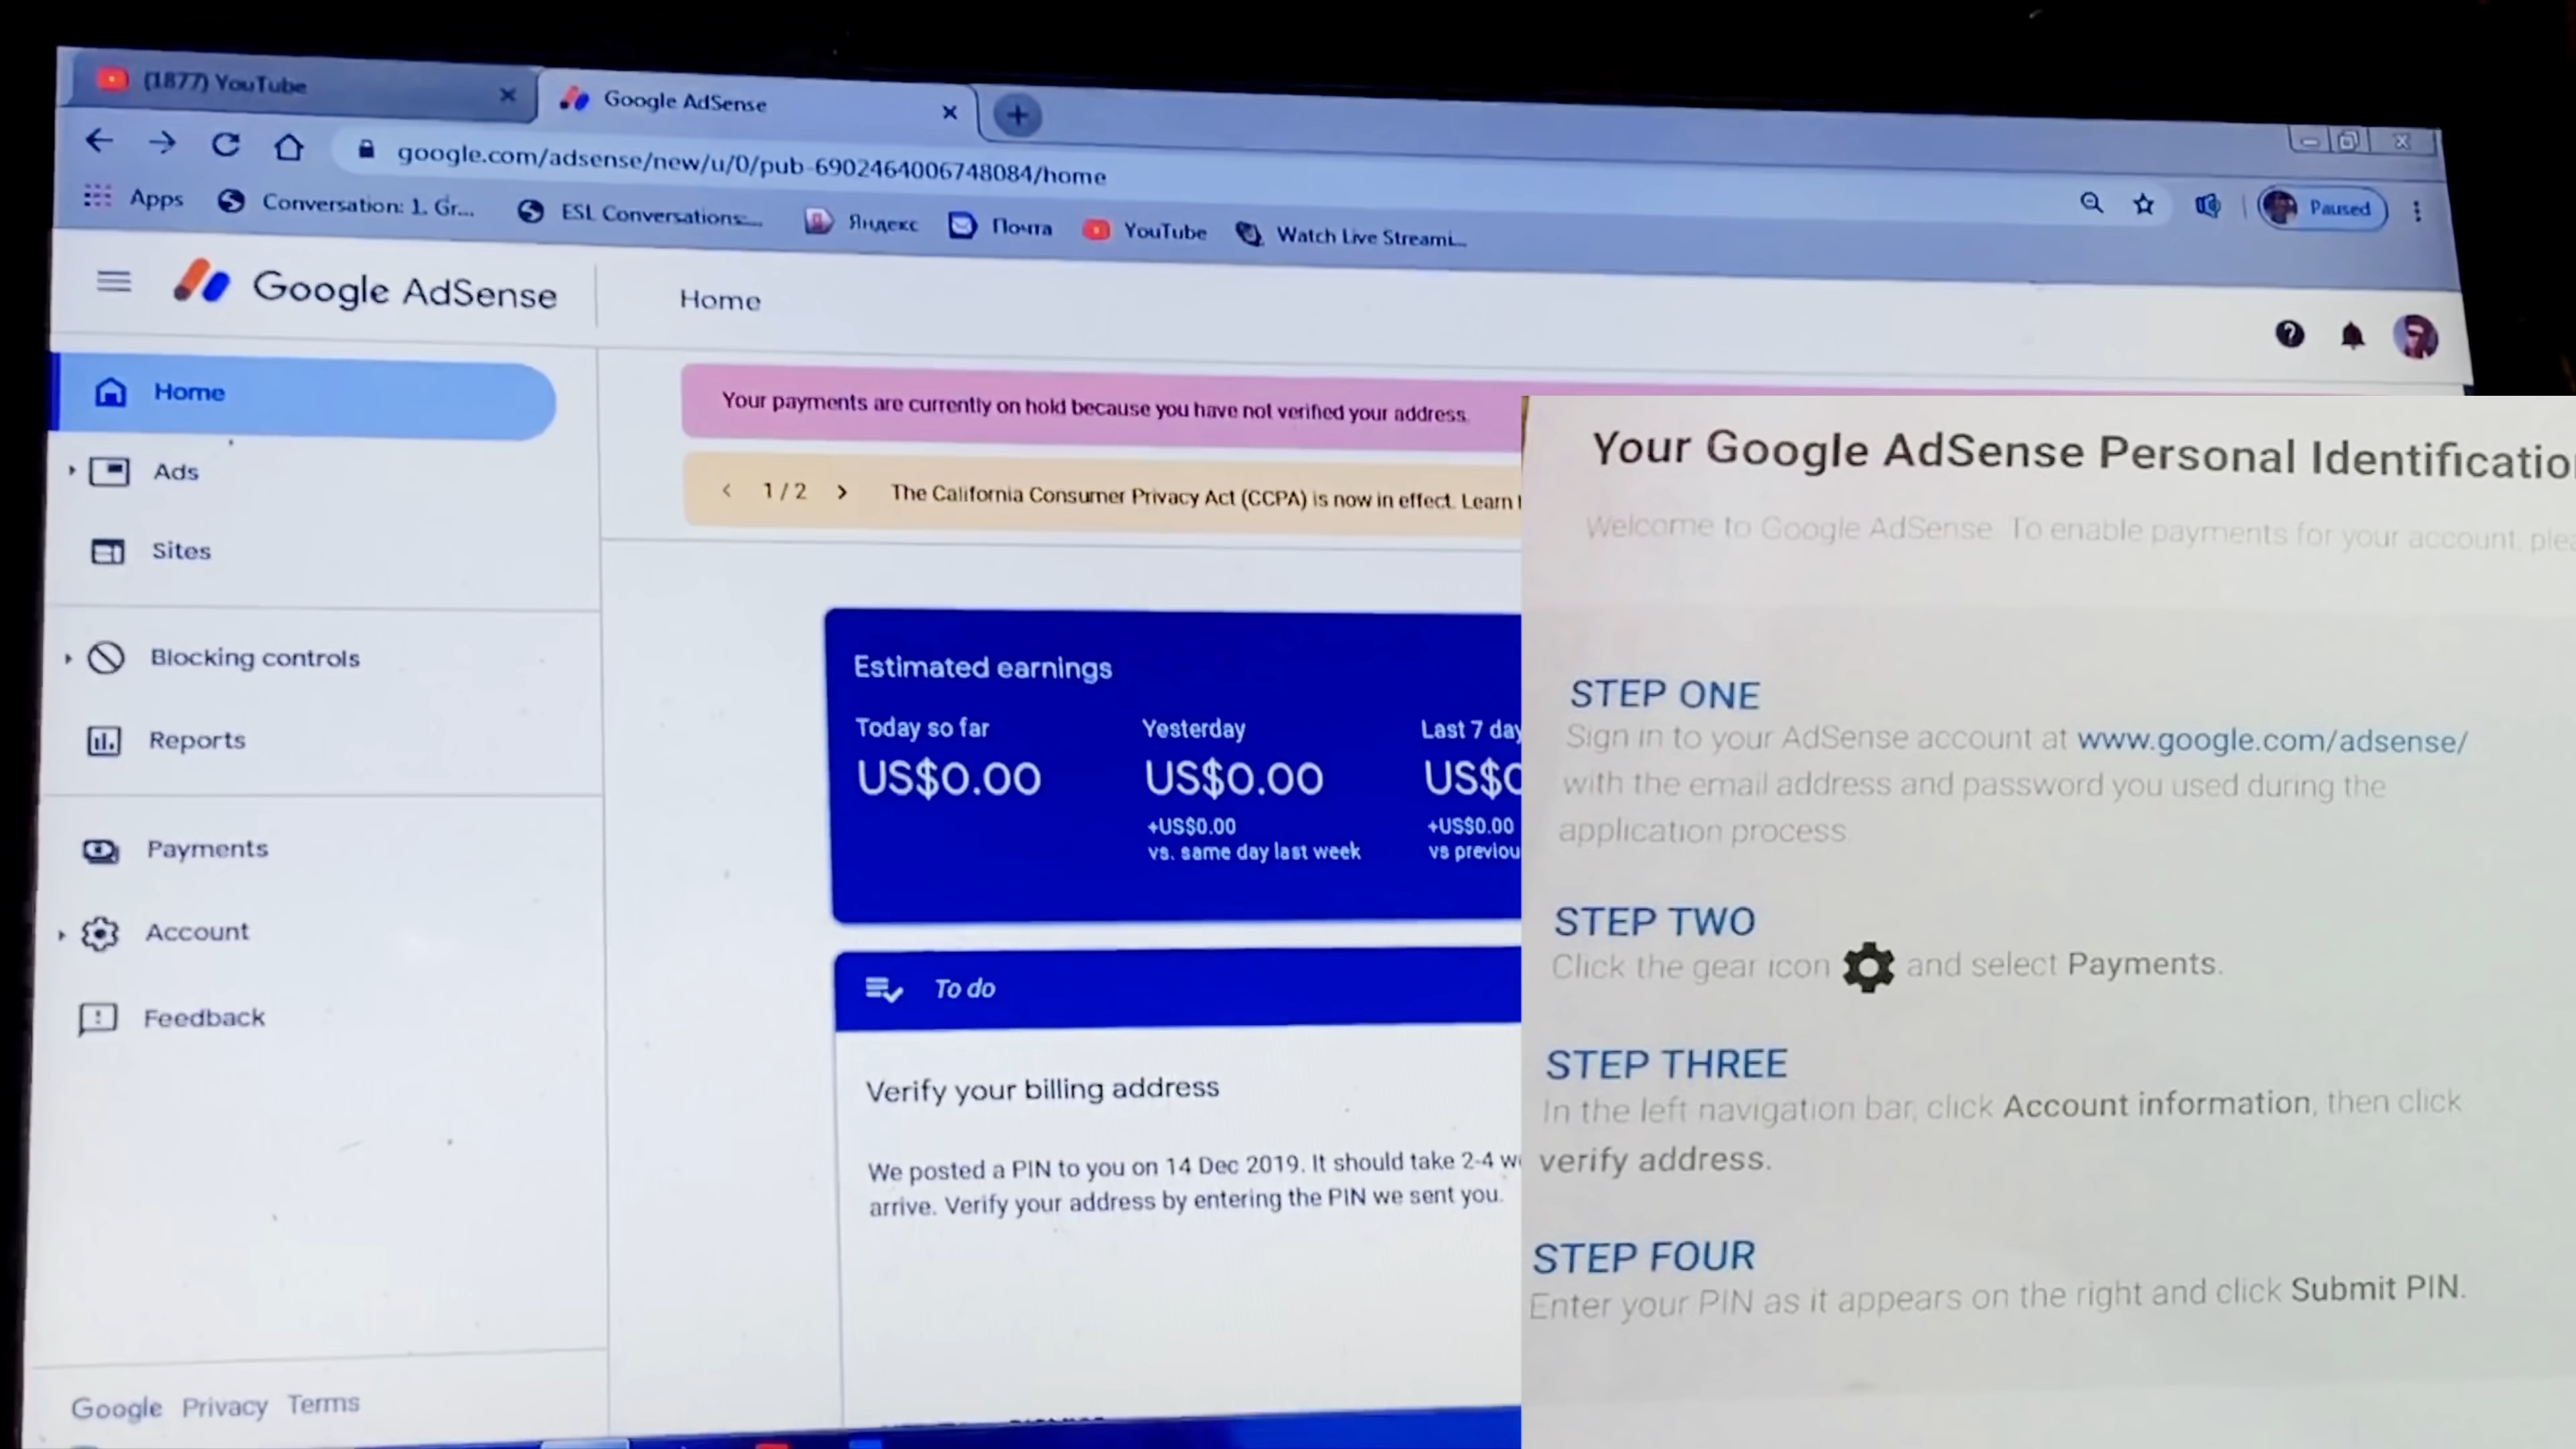 (1877) YouTube
Google AdSense
google.com/adsense/new/u/0/pub-6902464006748084/home
Apps
Conversation: 1. Gr...
ESL Conversations:...
Яндекс
Почта
YouTube
Watch Live Streami...
Paused
Google AdSense
Home
Home
Ads
Sites
Blocking controls
Reports
Payments
Account
Feedback
Google Privacy Terms
Your payments are currently on hold because you have not verified your address.
1 / 2
The California Consumer Privacy Act (CCPA) is now in effect. Learn
Estimated earnings
Today so far
US$0.00
Yesterday
US$0.00
+US$0.00
vs. same day last week
Last 7 day
US$0
+US$0.00
vs previou
To do
Verify your billing address
We posted a PIN to you on 14 Dec 2019. It should take 2-4 w
arrive. Verify your address by entering the PIN we sent you.
Your Google AdSense Personal Identificatio
Welcome to Google AdSense. To enable payments for your account, plea
STEP ONE
Sign in to your AdSense account at www.google.com/adsense/
with the email address and password you used during the
application process
STEP TWO
Click the gear icon and select Payments.
STEP THREE
In the left navigation bar, click Account information, then click
verify address.
STEP FOUR
Enter your PIN as it appears on the right and click Submit PIN.